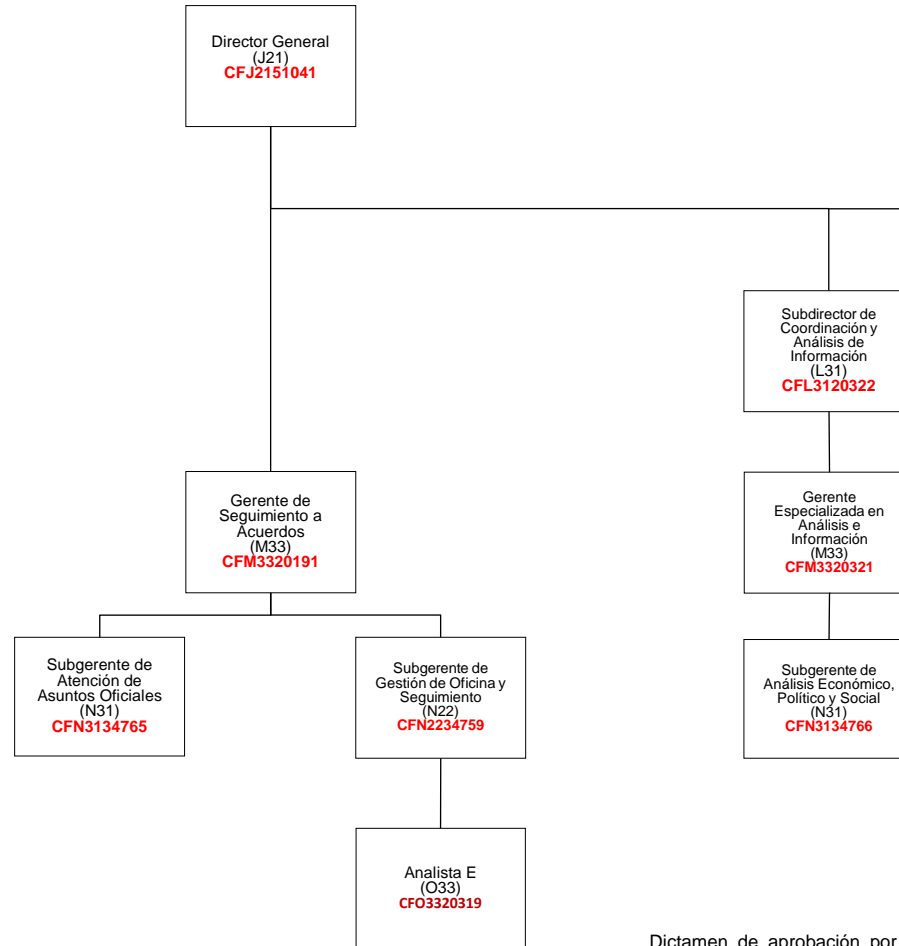 Director General
(J21)
CFJ2151041
Subdirector de
Coordinación y
Análisis de
Información
(L31)
CFL3120322
Gerente de
Seguimiento a
Acuerdos
(M33)
CFM3320191
Gerente
Especializada en
Análisis e
Información
(M33)
CFM3320321
Subgerente de
Atención de
Asuntos Oficiales
(N31)
CFN3134765
Subgerente de
Gestión de Oficina y
Seguimiento
(N22)
CFN2234759
Subgerente de
Análisis Económico,
Político y Social
(N31)
CFN3134766
Analista E
(O33)
CFO3320319
Dictamen de aprobación por